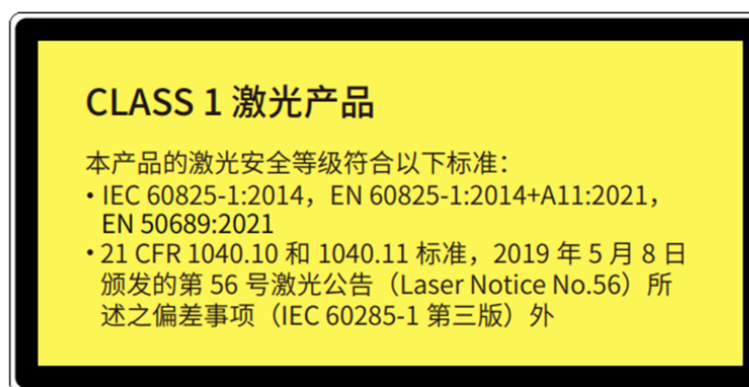 CLASS 1 激光产品
本产品的激光安全等级符合以下标准：
• IEC 60825-1:2014，EN 60825-1:2014+A11:2021，
EN 50689:2021
• 21 CFR 1040.10 和 1040.11 标准，2019 年 5 月 8 日
颁发的第 56 号激光公告（Laser Notice No.56）所
述之偏差事项（IEC 60285-1 第三版）外